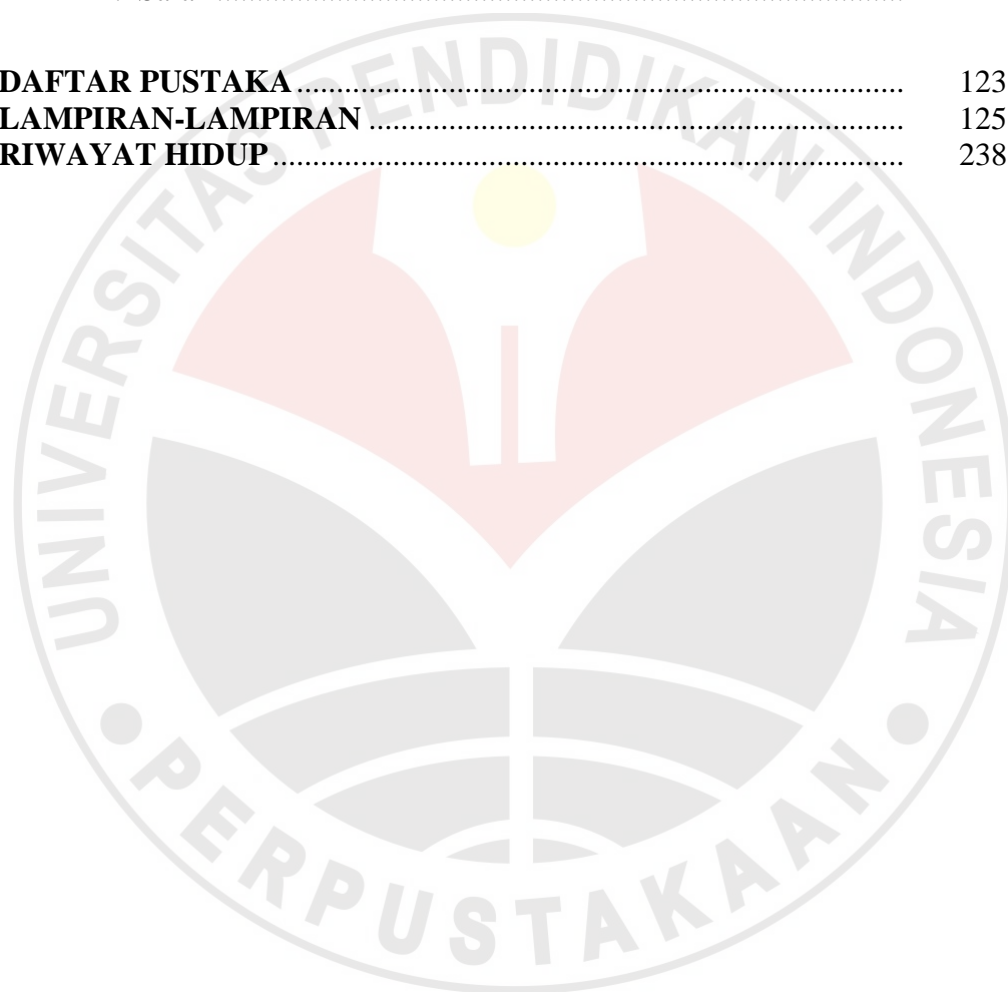 DAFTAR PUSTAKA ........................................................................ 123
LAMPIRAN-LAMPIRAN ............................................................... 125
RIWAYAT HIDUP ........................................................................... 238
UNIVERSITAS PENDIDIKAN INDONESIA
PERPUSTAKAAN